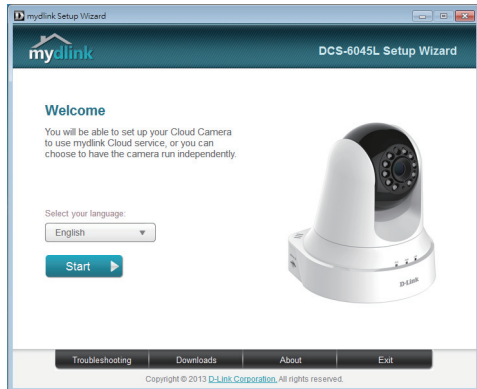 mydlink Setup Wizard
mydlink
DCS-6045L Setup Wizard
Welcome
You will be able to set up your Cloud Camera
to use mydlink Cloud service, or you can
choose to have the camera run independently.
Select your language:
English
Start
D-Link
Troubleshooting Downloads About Exit
Copyright © 2013 D-Link Corporation. All rights reserved.